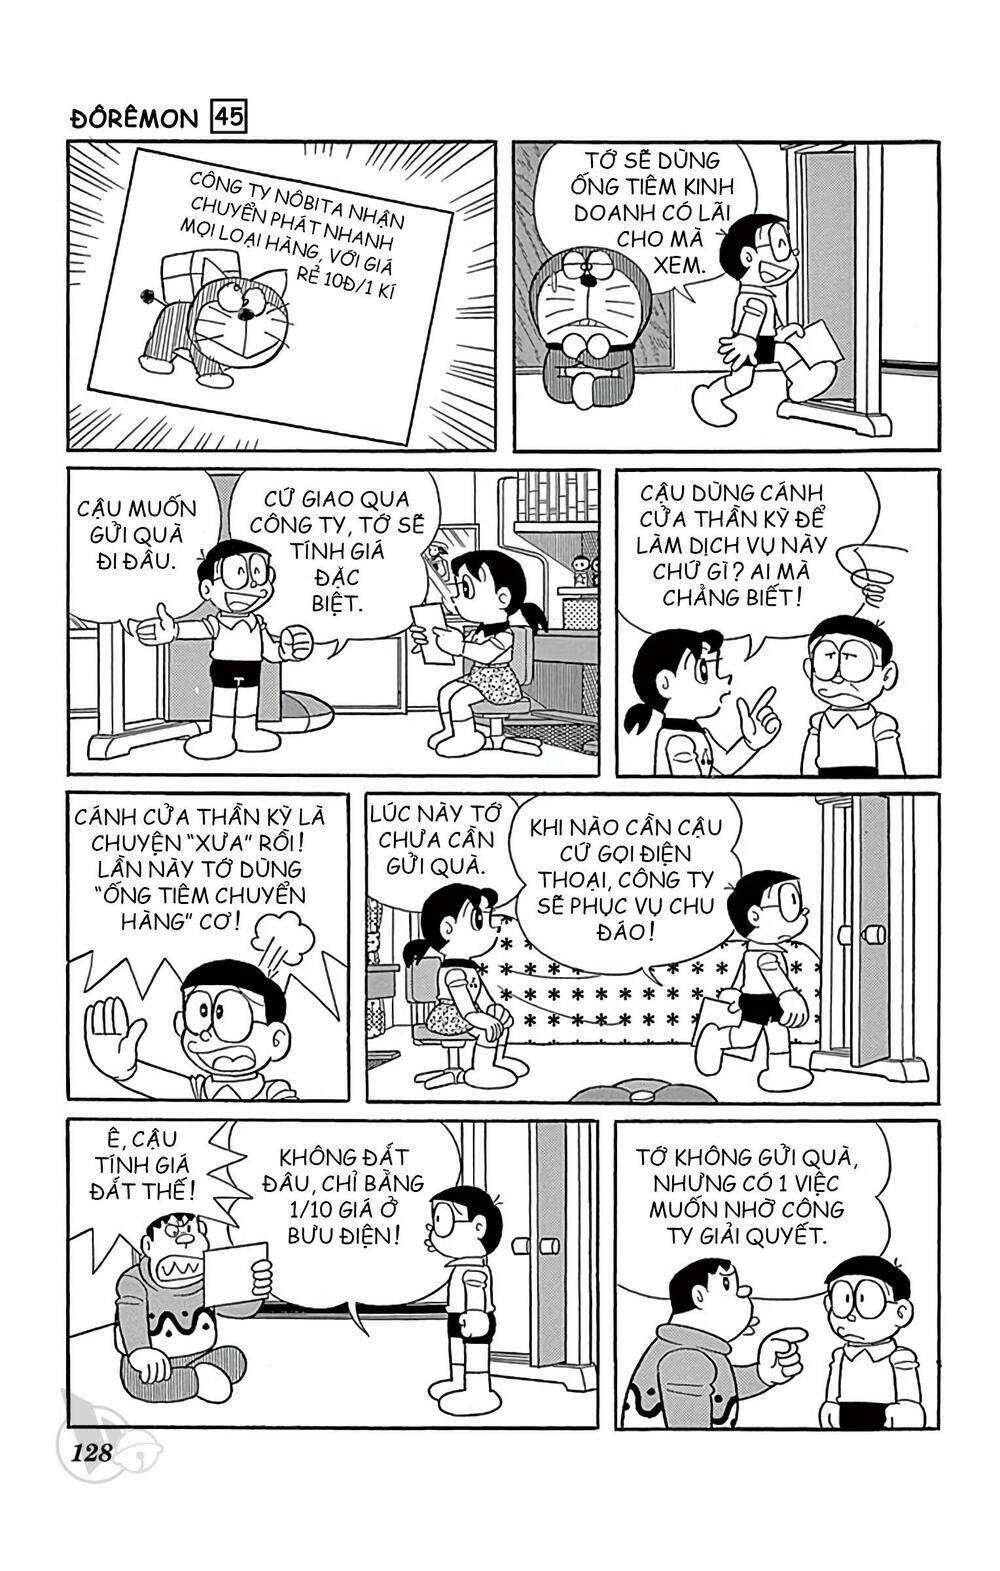 ĐÔRÊMON 45
CÔNG TY NÔBITA NHẬN
CHUYỂN PHÁT NHANH
MỌI LOẠI HÀNG, VỚI GIÁ
RẺ 10Đ/1 KÍ
TỚ SẼ DÙNG
ỐNG TIÊM KINH
DOANH CÓ LÃI
CHO MÀ
XEM.
CẬU MUỐN
GỬI QUÀ
ĐI ĐÂU.
CỨ GIAO QUA
CÔNG TY, TỚ SẼ
TÍNH GIÁ
ĐẶC
BIỆT.
CẬU DÙNG CÁNH
CỬA THẦN KỲ ĐỂ
LÀM DỊCH VỤ NÀY
CHỨ GÌ? AI MÀ
CHẲNG BIẾT!
CÁNH CỬA THẦN KỲ LÀ
CHUYỆN "XƯA" RỒI!
LẦN NÀY TỚ DÙNG
"ỐNG TIÊM CHUYỂN
HÀNG" CƠ!
LÚC NÀY TỚ
CHƯA CẦN
GỬI QUÀ.
KHI NÀO CẦN CẬU
CỨ GỌI ĐIỆN
THOẠI, CÔNG TY
SẼ PHỤC VỤ CHU
ĐÁO!
Ê, CẬU
TÍNH GIÁ
ĐẮT THẾ!
KHÔNG ĐẮT
ĐÂU, CHỈ BẰNG
1/10 GIÁ Ở
BƯU ĐIỆN!
TỚ KHÔNG GỬI QUÀ,
NHƯNG CÓ 1 VIỆC
MUỐN NHỜ CÔNG
TY GIẢI QUYẾT.
128